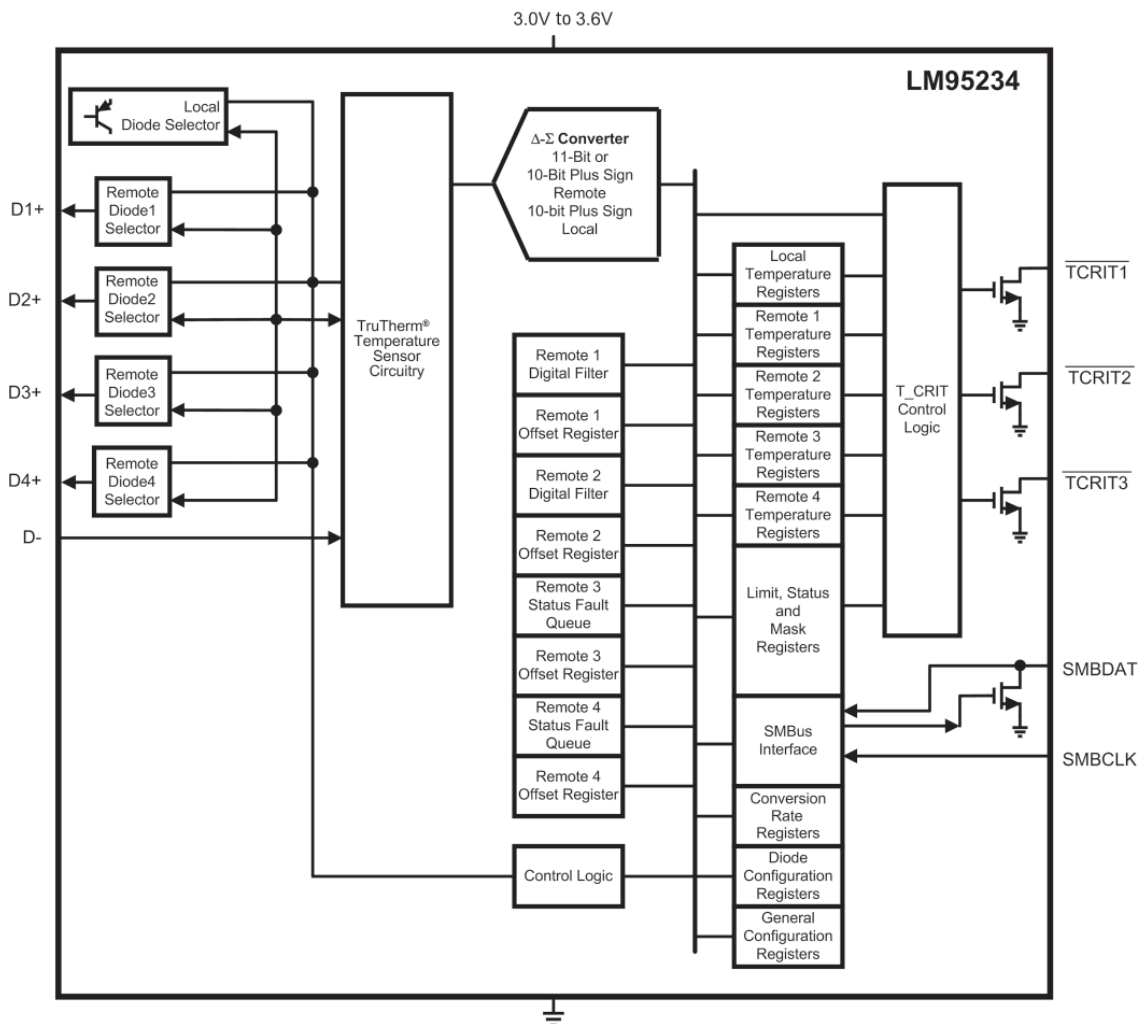 3.0V to 3.6V
LM95234
Local
Diode Selector
D1+
Remote
Diode1
Selector
D2+
Remote
Diode2
Selector
D3+
Remote
Diode3
Selector
D4+
Remote
Diode4
Selector
D-
TruTherm®
Temperature
Sensor
Circuitry
Δ-Σ Converter
11-Bit or
10-Bit Plus Sign
Remote
10-bit Plus Sign
Local
Remote 1
Digital Filter
Remote 1
Offset Register
Remote 2
Digital Filter
Remote 2
Offset Register
Remote 3
Status Fault
Queue
Remote 3
Offset Register
Remote 4
Status Fault
Queue
Remote 4
Offset Register
Control Logic
Local
Temperature
Registers
Remote 1
Temperature
Registers
Remote 2
Temperature
Registers
Remote 3
Temperature
Registers
Remote 4
Temperature
Registers
Limit, Status
and
Mask
Registers
SMBus
Interface
Conversion
Rate
Registers
Diode
Configuration
Registers
General
Configuration
Registers
T_CRIT
Control
Logic
TCRIT1
TCRIT2
TCRIT3
SMBDAT
SMBCLK